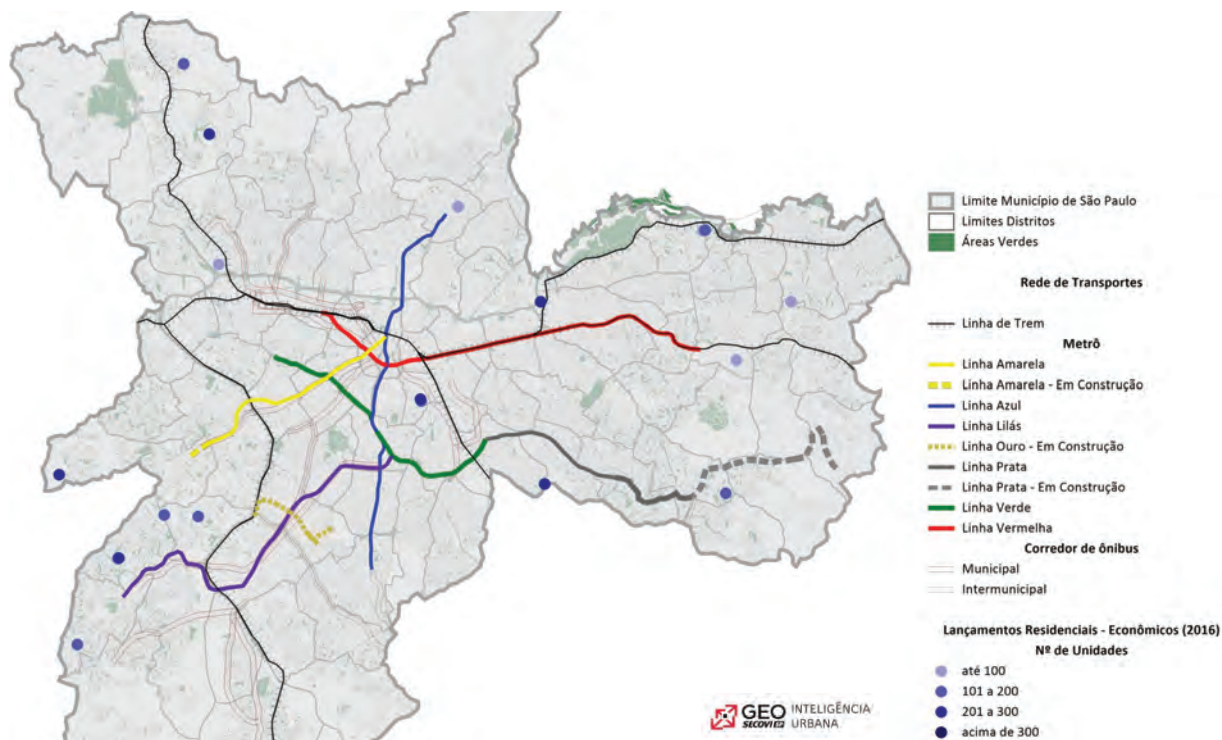 Limite Município de São Paulo
Limites Distritos
Áreas Verdes
Rede de Transportes
Linha de Trem
Metrô
Linha Amarela
Linha Amarela - Em Construção
Linha Azul
Linha Lilás
Linha Ouro - Em Construção
Linha Prata
Linha Prata - Em Construção
Linha Verde
Linha Vermelha
Corredor de ônibus
Municipal
Intermunicipal
Lançamentos Residenciais - Econômicos (2016)
Nº de Unidades
até 100
101 a 200
201 a 300
acima de 300
GEO INTELIGÊNCIA
SECOVI URBANA